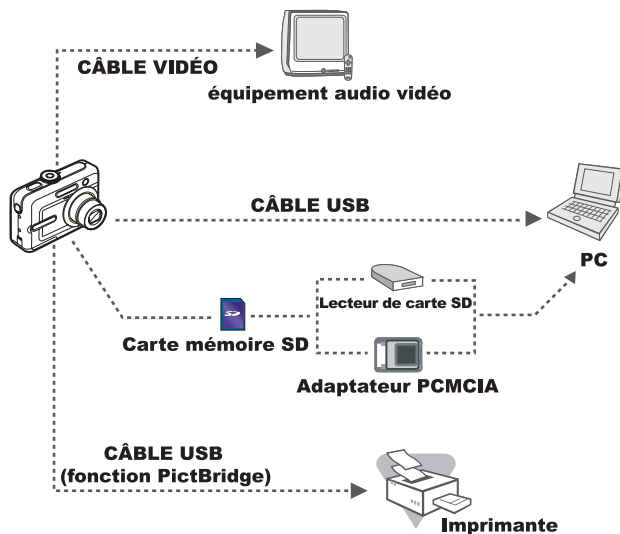 CÂBLE VIDÉO
équipement audio vidéo
CÂBLE USB
PC
Lecteur de carte SD
Carte mémoire SD
Adaptateur PCMCIA
CÂBLE USB
(fonction PictBridge)
Imprimante